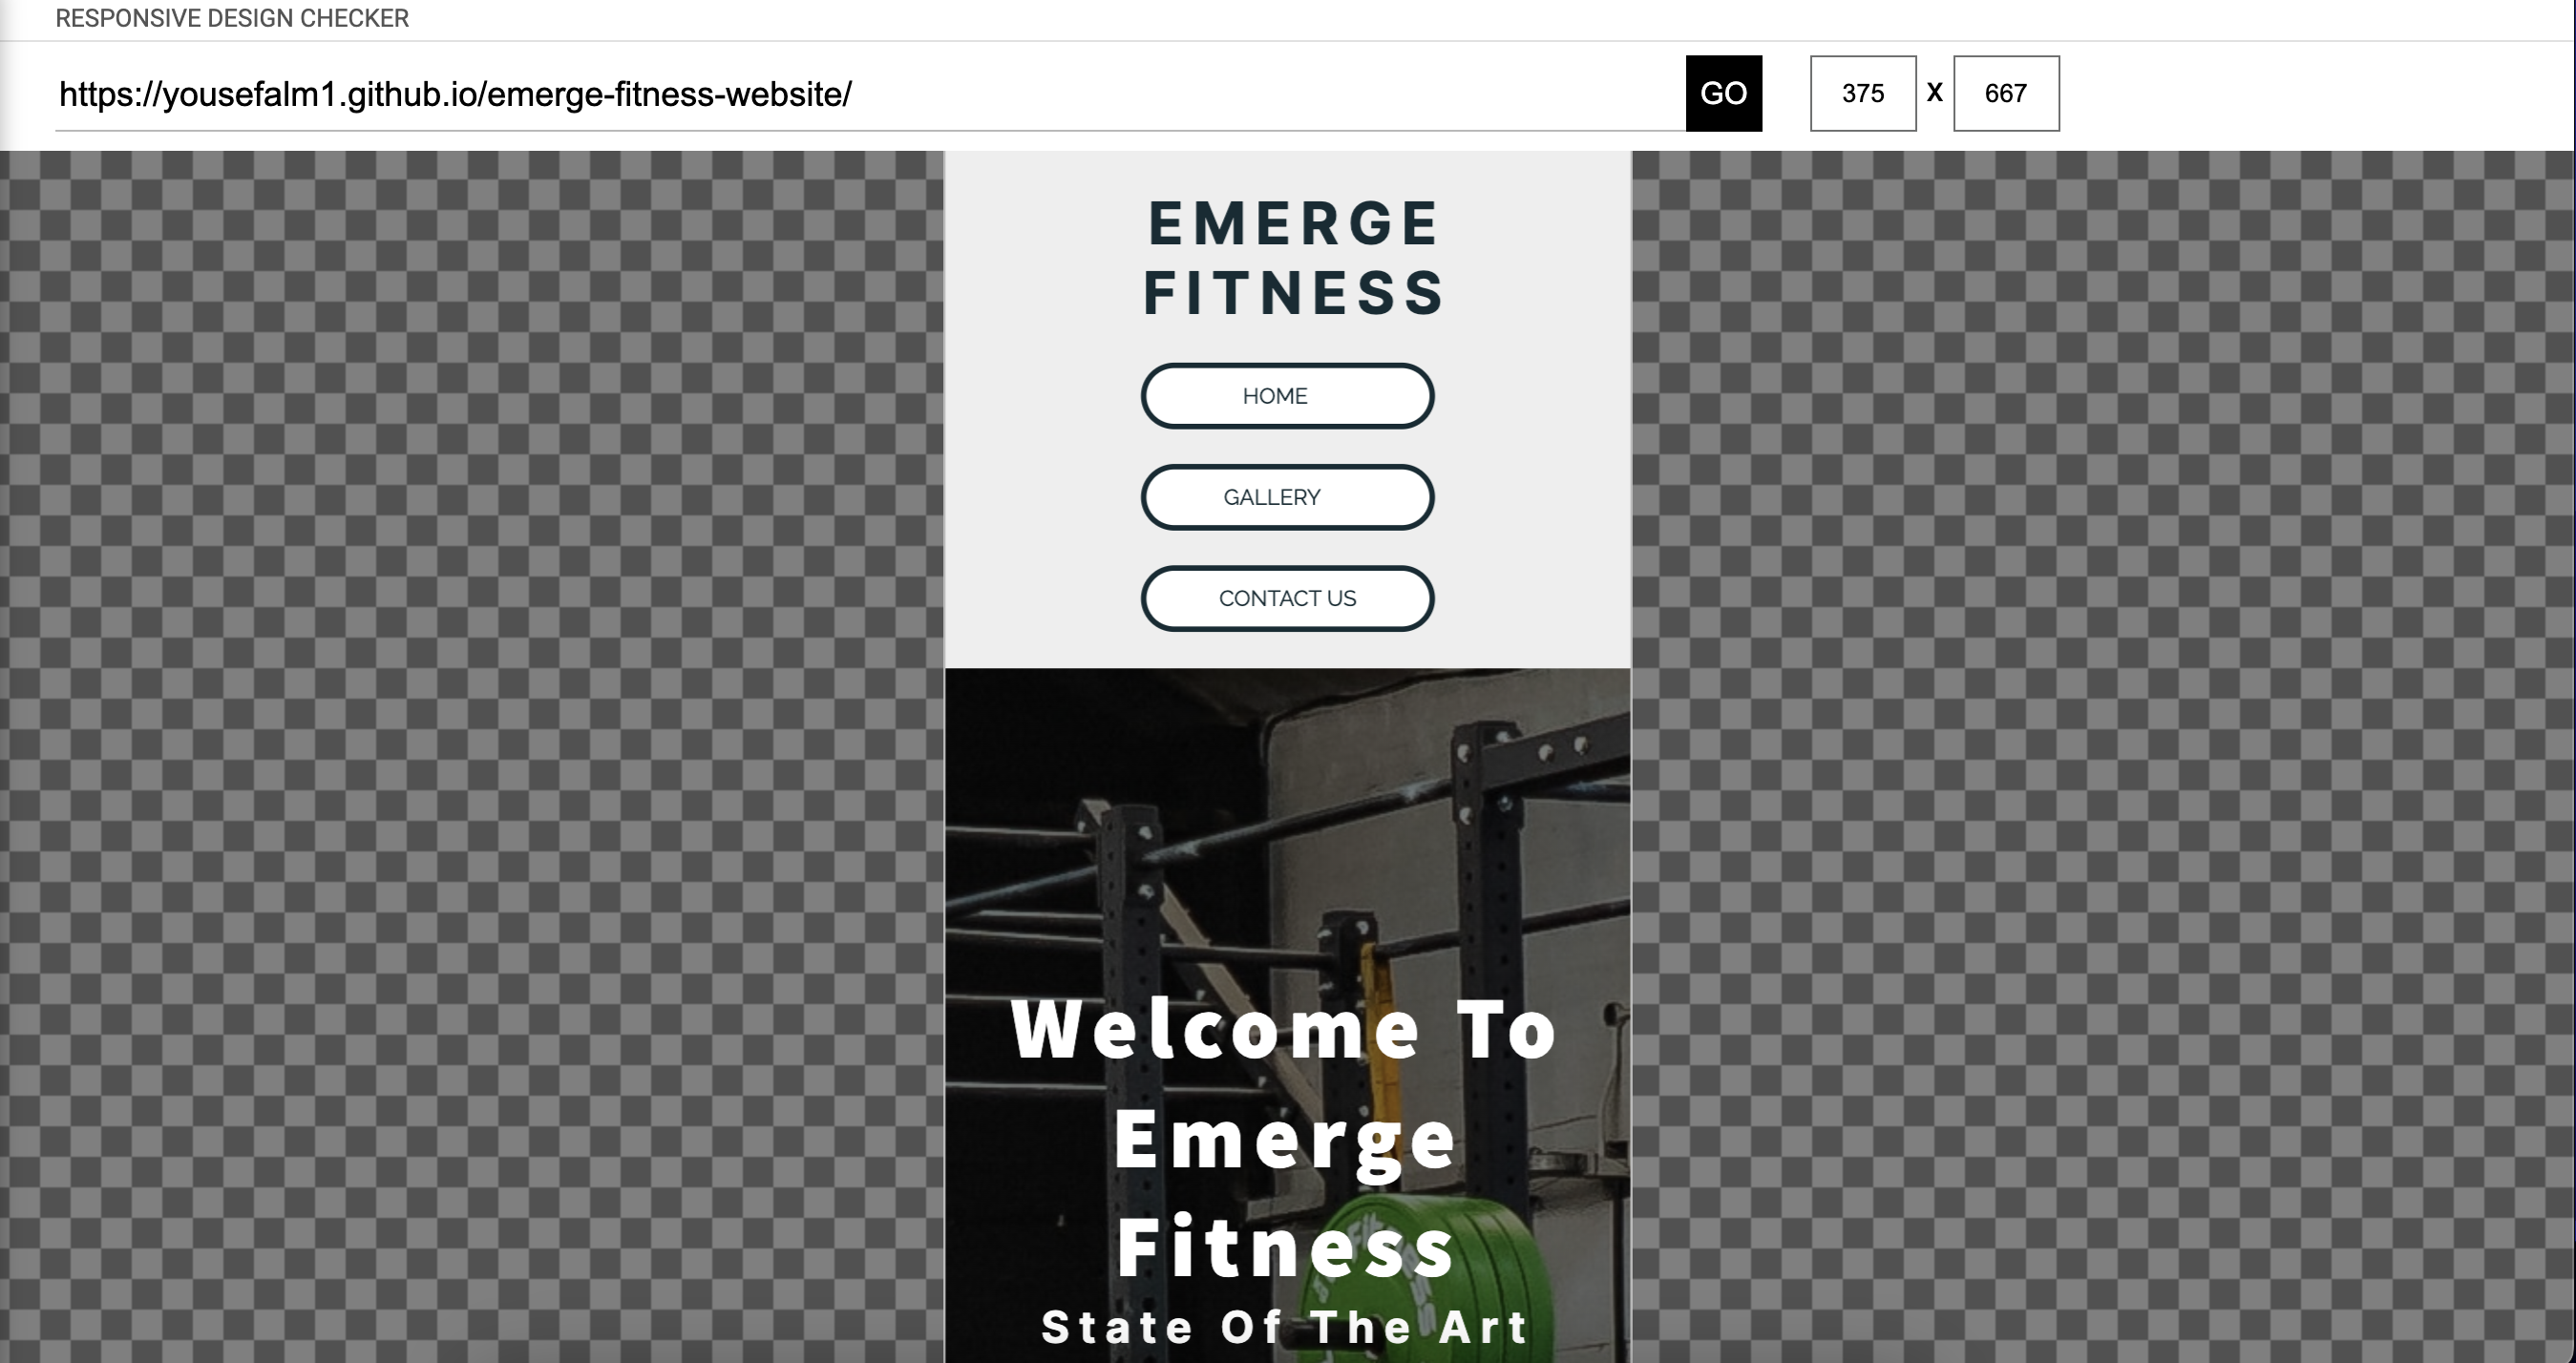 RESPONSIVE DESIGN CHECKER
https://yousefalm1.github.io/emerge-fitness-website/ GO 375 X 667
EMERGE
FITNESS
HOME
GALLERY
CONTACT US
Welcome To
Emerge
Fitness
State Of The Art